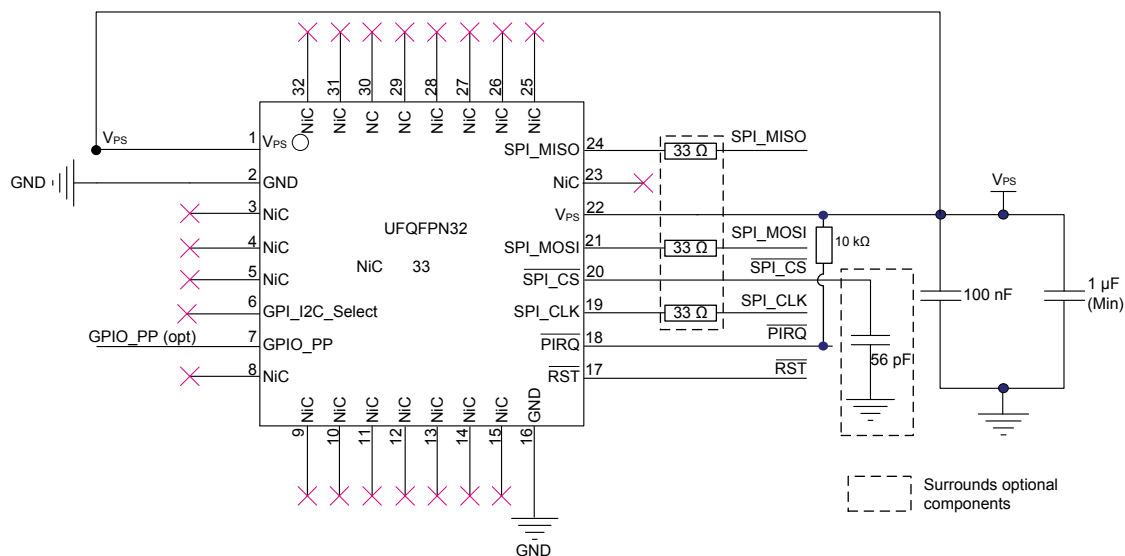 32
31
30
29
28
27
26
25
NiC
NiC
NC
NiC
NiC
NiC
NiC
NiC
VPS
1
VPS
GND
2
GND
3
NiC
4
NiC
5
NiC
6
GPI_I2C_Select
GPIO_PP (opt)
7
GPIO_PP
8
NiC
UFQFPN32
NiC 33
SPI_MISO
24
33 Ω
SPI_MISO
NiC
23
VPS
22
SPI_MOSI
21
33 Ω
SPI_MOSI
SPI_CS
20
SPI_CS
SPI_CLK
19
33 Ω
SPI_CLK
PIRQ
18
PIRQ
RST
17
RST
10 kΩ
56 pF
100 nF
VPS
1 µF
(Min)
NiC
NiC
NiC
NiC
NiC
NiC
NiC
GND
9
10
11
12
13
14
15
16
GND
Surrounds optional
components